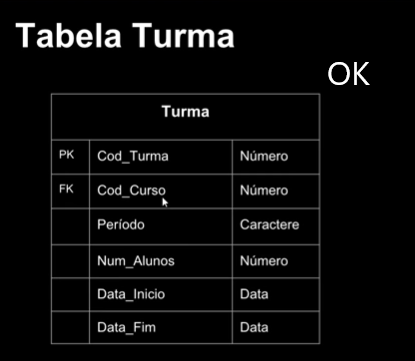 Tabela Turma
OK
Turma
PK Cod_Turma Número
FK Cod_Curso Número
Período Caractere
Num_Alunos Número
Data_Inicio Data
Data_Fim Data